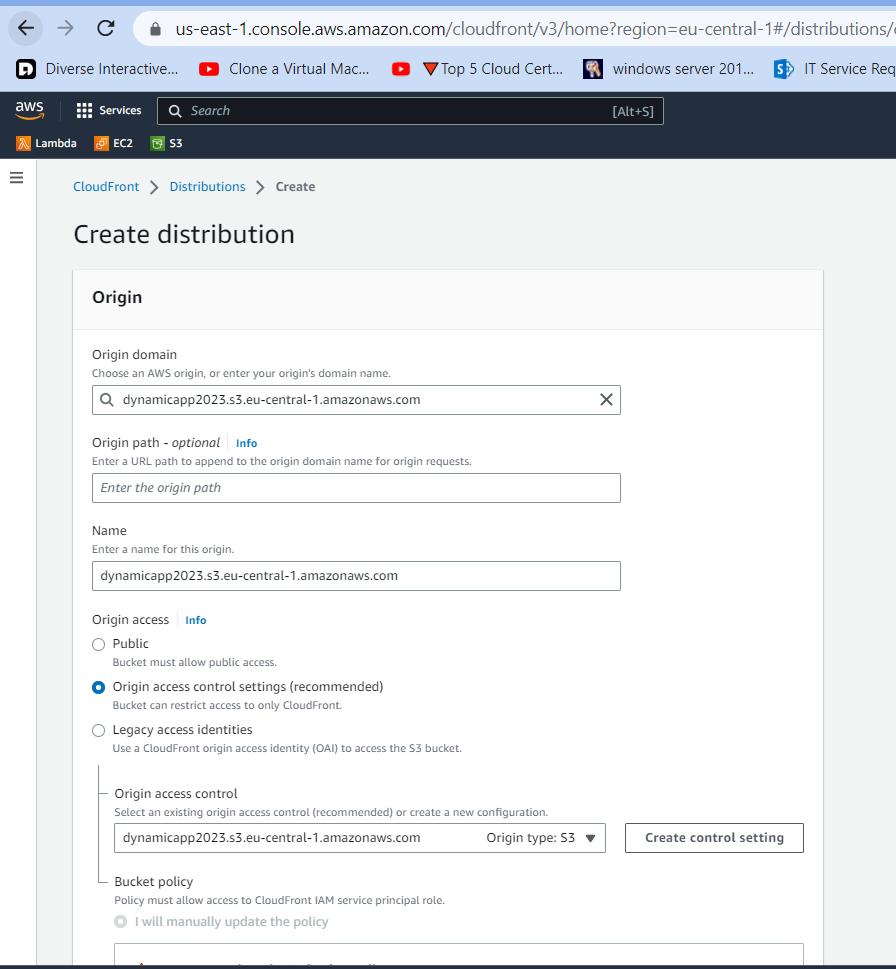 us-east-1.console.aws.amazon.com/cloudfront/v3/home?region=eu-central-1#/distributions/
Diverse Interactive... Clone a Virtual Mac... Top 5 Cloud Cert... windows server 201... IT Service Req
aws Services Search [Alt+S]
Lambda EC2 S3
CloudFront > Distributions > Create
Create distribution
Origin
Origin domain
Choose an AWS origin, or enter your origin's domain name.
dynamicapp2023.s3.eu-central-1.amazonaws.com
Origin path - optional Info
Enter a URL path to append to the origin domain name for origin requests.
Enter the origin path
Name
Enter a name for this origin.
dynamicapp2023.s3.eu-central-1.amazonaws.com
Origin access Info
Public
Bucket must allow public access.
Origin access control settings (recommended)
Bucket can restrict access to only CloudFront.
Legacy access identities
Use a CloudFront origin access identity (OAI) to access the S3 bucket.
Origin access control
Select an existing origin access control (recommended) or create a new configuration.
dynamicapp2023.s3.eu-central-1.amazonaws.com Origin type: S3 Create control setting
Bucket policy
Policy must allow access to CloudFront IAM service principal role.
I will manually update the policy